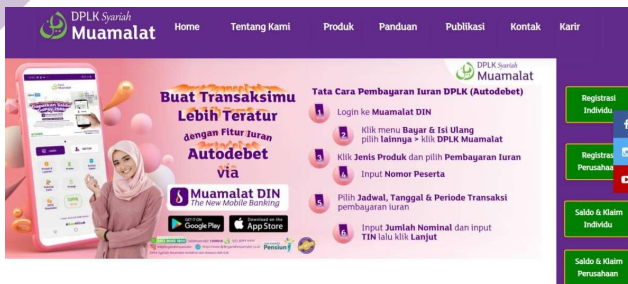 DPLK Syariah
Muamalat
Home Tentang Kami Produk Panduan Publikasi Kontak Karir
DPLK Syariah
Muamalat
Buat Transaksimu
Lebih Teratur
dengan Fitur Iuran
Autodebet
via
Muamalat DIN
The New Mobile Banking
GET IT ON
Google Play
Download on the
App Store
Pensiun
Tata Cara Pembayaran Iuran DPLK (Autodebet)
1 Login ke Muamalat DIN
2 Klik menu Bayar & Isi Ulang
pilih lainnya > klik DPLK Muamalat
3 Klik Jenis Produk dan pilih Pembayaran Iuran
4 Input Nomor Peserta
5 Pilih Jadwal, Tanggal & Periode Transaksi
pembayaran iuran
6 Input Jumlah Nominal dan input
TIN lalu klik Lanjut
Registrasi
Individu
Registras
Perusahaa
Saldo & Klaim
Individu
Saldo & Klaim
Perusahaan